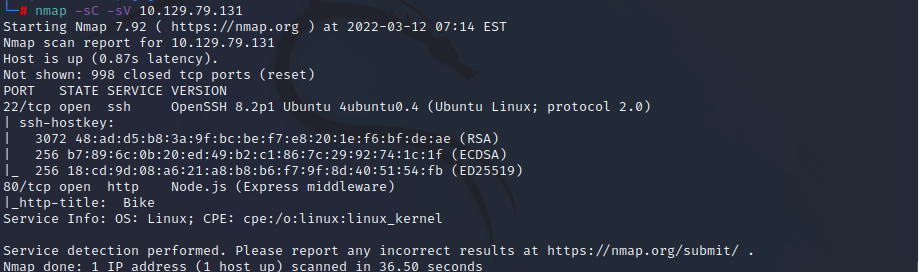 └─# nmap -sC -sV 10.129.79.131
Starting Nmap 7.92 ( https://nmap.org ) at 2022-03-12 07:14 EST
Nmap scan report for 10.129.79.131
Host is up (0.87s latency).
Not shown: 998 closed tcp ports (reset)
PORT   STATE SERVICE VERSION
22/tcp open  ssh     OpenSSH 8.2p1 Ubuntu 4ubuntu0.4 (Ubuntu Linux; protocol 2.0)
| ssh-hostkey:
|   3072 48:ad:d5:b8:3a:9f:bc:be:f7:e8:20:1e:f6:bf:de:ae (RSA)
|   256 b7:89:6c:0b:20:ed:49:b2:c1:86:7c:29:92:74:1c:1f (ECDSA)
|_  256 18:cd:9d:08:a6:21:a8:b8:b6:f7:9f:8d:40:51:54:fb (ED25519)
80/tcp open  http    Node.js (Express middleware)
|_http-title:  Bike
Service Info: OS: Linux; CPE: cpe:/o:linux:linux_kernel
Service detection performed. Please report any incorrect results at https://nmap.org/submit/ .
Nmap done: 1 IP address (1 host up) scanned in 36.50 seconds